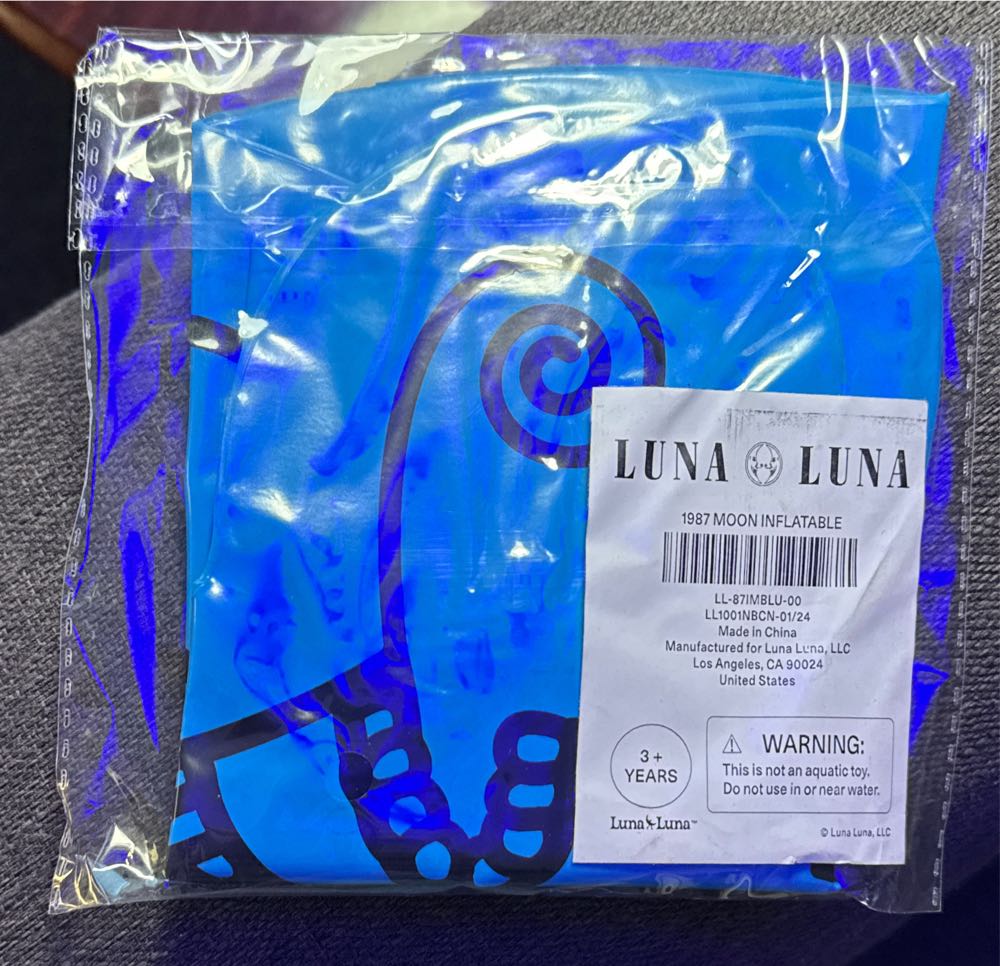 LUNA LUNA
1987 MOON INFLATABLE
LL-87IMBLU-00
LL1001NBCN-01/24
Made in China
Manufactured for Luna Luna, LLC
Los Angeles, CA 90024
United States
3+
YEARS
WARNING:
This is not an aquatic toy.
Do not use in or near water.
Luna Luna™
© Luna Luna, LLC